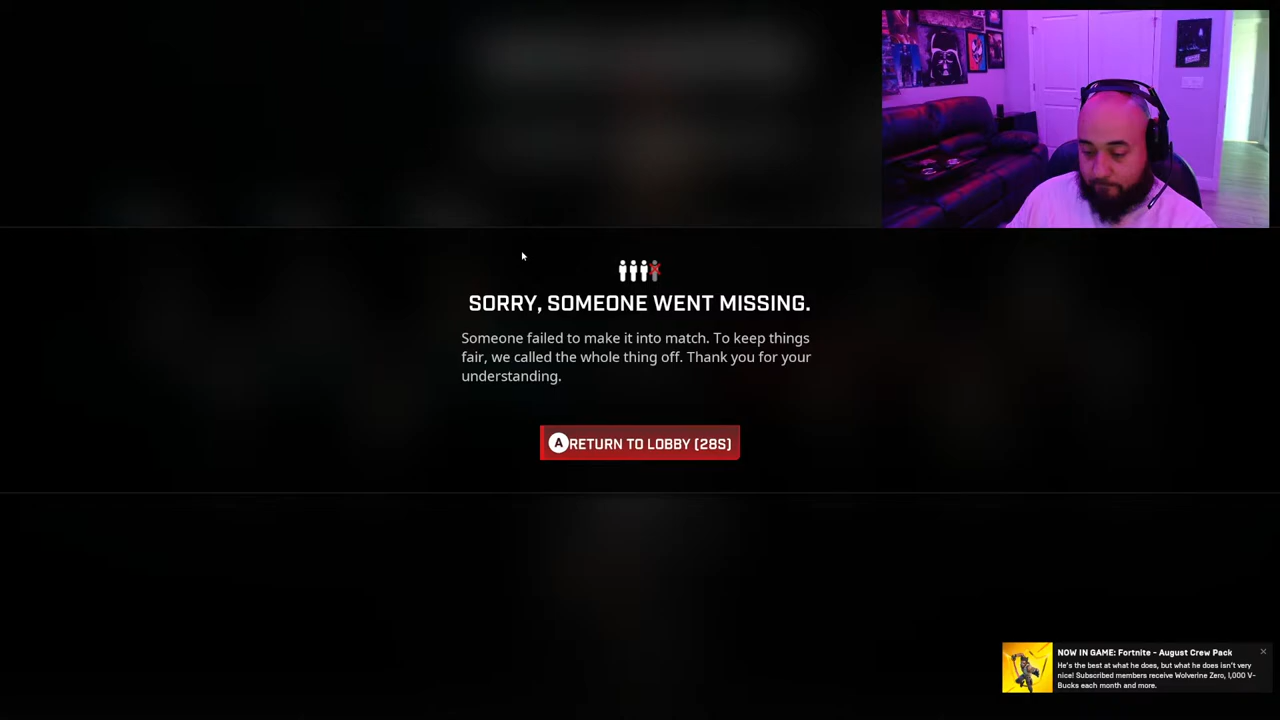 SORRY, SOMEONE WENT MISSING.
Someone failed to make it into match. To keep things
fair, we called the whole thing off. Thank you for your
understanding.
A RETURN TO LOBBY (28S)
NOW IN GAME: Fortnite - August Crew Pack
He's the best at what he does, but what he does isn't very
nice! Subscribed members receive Wolverine Zero, 1,000 V-
Bucks each month and more.